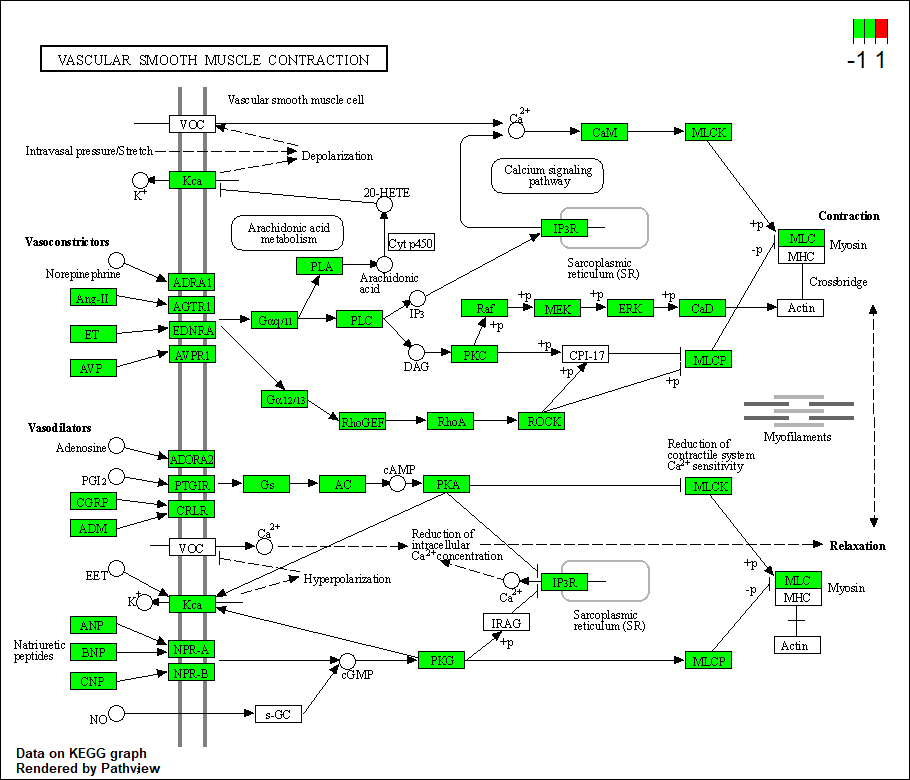 -1 1
VASCULAR SMOOTH MUSCLE CONTRACTION
Vascular smooth muscle cell
VOC
Ca2+
CaM
MLCK
Intravasal pressure/Stretch
Depolarization
Calcium signaling
pathway
K+
Kca
20-HETE
Arachidonic acid
metabolism
Cyt p450
IP3R
+p
-p
Contraction
MLC
MHC
Myosin
Vasoconstrictors
Norepinephrine
ADRA1
PLA
Arachidonic
acid
Sarcoplasmic
reticulum (SR)
Crossbridge
Ang-II
AGTR1
IP3
Raf
+p
MEK
+p
ERK
+p
CaD
Actin
ET
EDNRA
Gαq/11
PLC
+p
AVP
AVPR1
DAG
PKC
+p
CPI-17
MLCP
+p
+p
Gα12/13
RhoGEF
RhoA
ROCK
Myofilaments
Vasodilators
Adenosine
ADORA2
Reduction of
contractile system
Ca2+ sensitivity
PGI2
PTGIR
Gs
AC
cAMP
PKA
MLCK
CGRP
CRLR
ADM
VOC
Ca2+
Reduction of
intracellular
Ca2+ concentration
Relaxation
EET
Hyperpolarization
+p
-p
K+
Kca
Ca2+
IP3R
MLC
MHC
Myosin
Sarcoplasmic
reticulum (SR)
ANP
IRAG
+p
Natriuretic
peptides
BNP
NPR-A
Actin
CNP
NPR-B
cGMP
PKG
MLCP
NO
s-GC
Data on KEGG graph
Rendered by Pathview